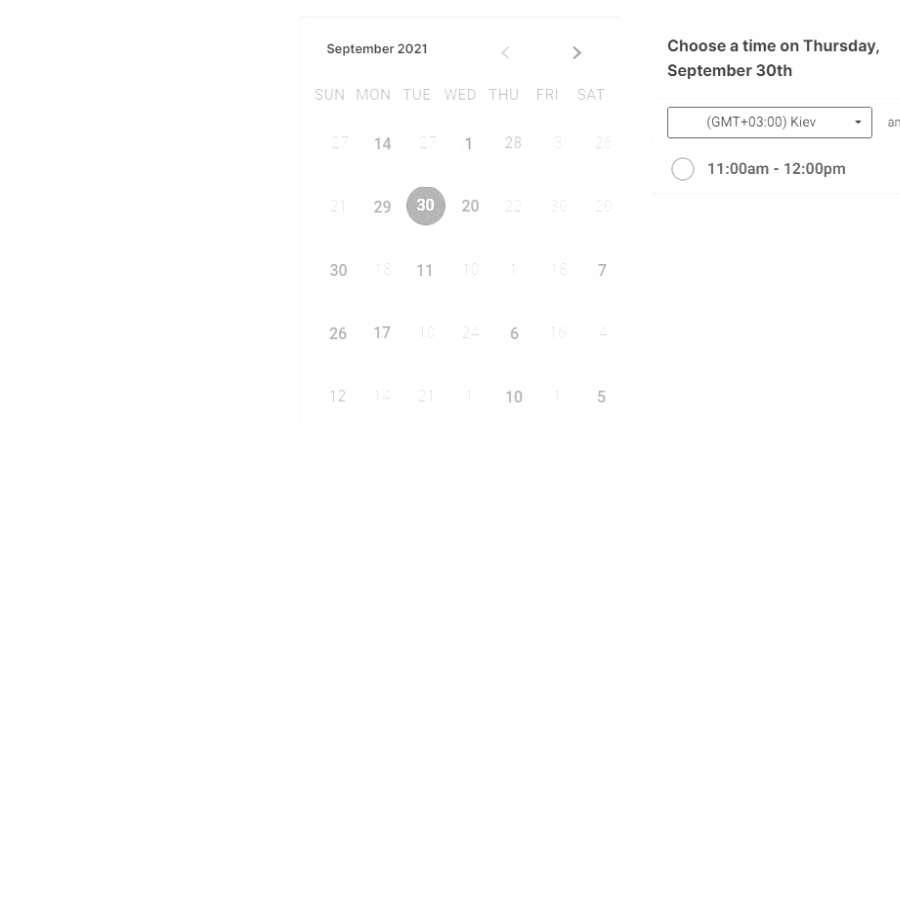 September 2021
SUN MON TUE WED THU FRI SAT
27 14 27 1 28 3 26
21 29 30 20 22 30 20
30 18 11 10 1 18 7
26 17 10 24 6 16 4
12 14 21 1 10 1 5
Choose a time on Thursday,
September 30th
(GMT+03:00) Kiev
11:00am - 12:00pm